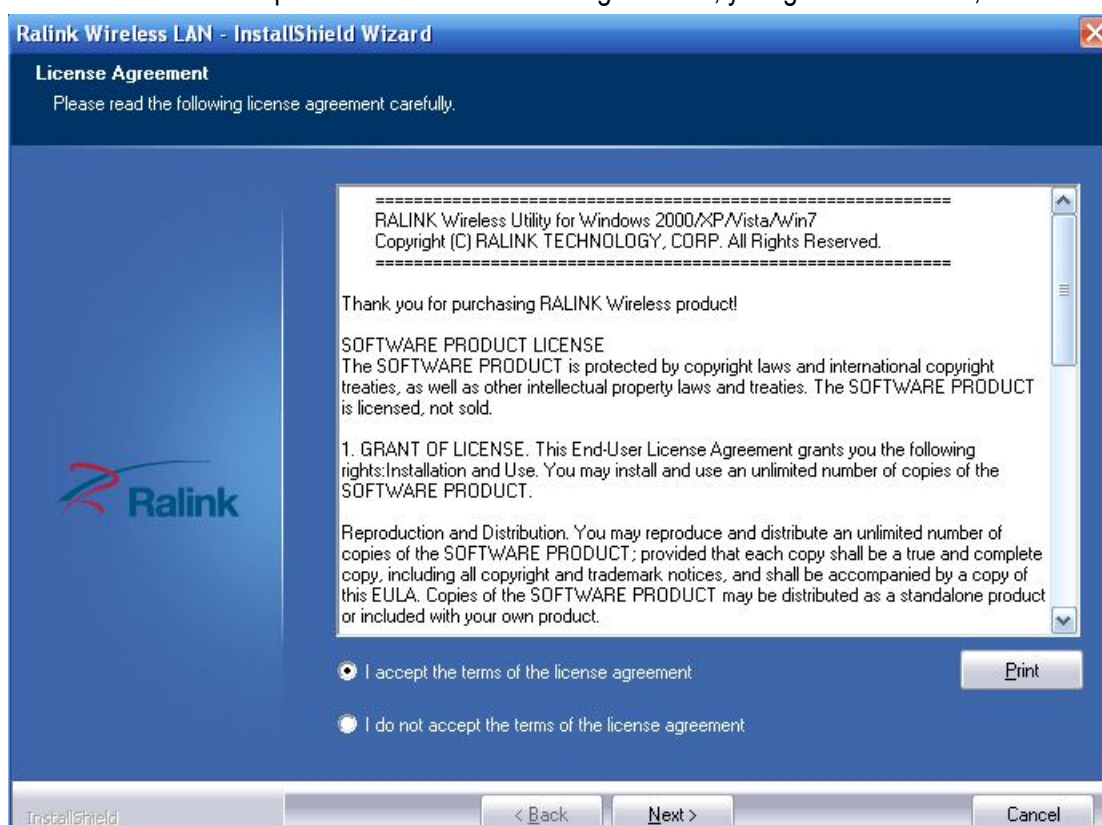 Ralink Wireless LAN - InstallShield Wizard
License Agreement
Please read the following license agreement carefully.
============================================================
RALINK Wireless Utility for Windows 2000/XP/Vista/Win7
Copyright (C) RALINK TECHNOLOGY, CORP. All Rights Reserved.
============================================================
Thank you for purchasing RALINK Wireless product!
SOFTWARE PRODUCT LICENSE
The SOFTWARE PRODUCT is protected by copyright laws and international copyright
treaties, as well as other intellectual property laws and treaties. The SOFTWARE PRODUCT
is licensed, not sold.
1. GRANT OF LICENSE. This End-User License Agreement grants you the following
rights:Installation and Use. You may install and use an unlimited number of copies of the
SOFTWARE PRODUCT.
Reproduction and Distribution. You may reproduce and distribute an unlimited number of
copies of the SOFTWARE PRODUCT; provided that each copy shall be a true and complete
copy, including all copyright and trademark notices, and shall be accompanied by a copy of
this EULA. Copies of the SOFTWARE PRODUCT may be distributed as a standalone product
or included with your own product.
Ralink
I accept the terms of the license agreement
Print
I do not accept the terms of the license agreement
InstallShield
< Back
Next >
Cancel